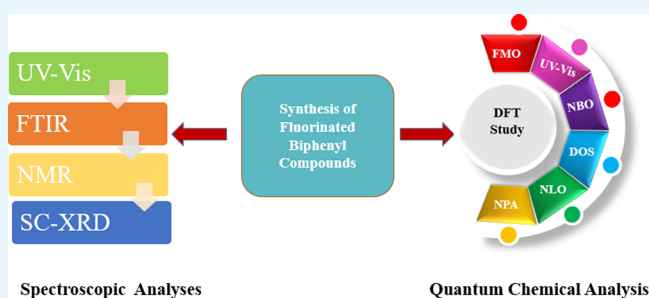 UV-Vis
FTIR
NMR
SC-XRD
Spectroscopic Analyses
Synthesis of
Fluorinated
Biphenyl
Compounds
FMO
UV-Vis
NBO
DOS
NLO
NPA
DFT
Study
Quantum Chemical Analysis